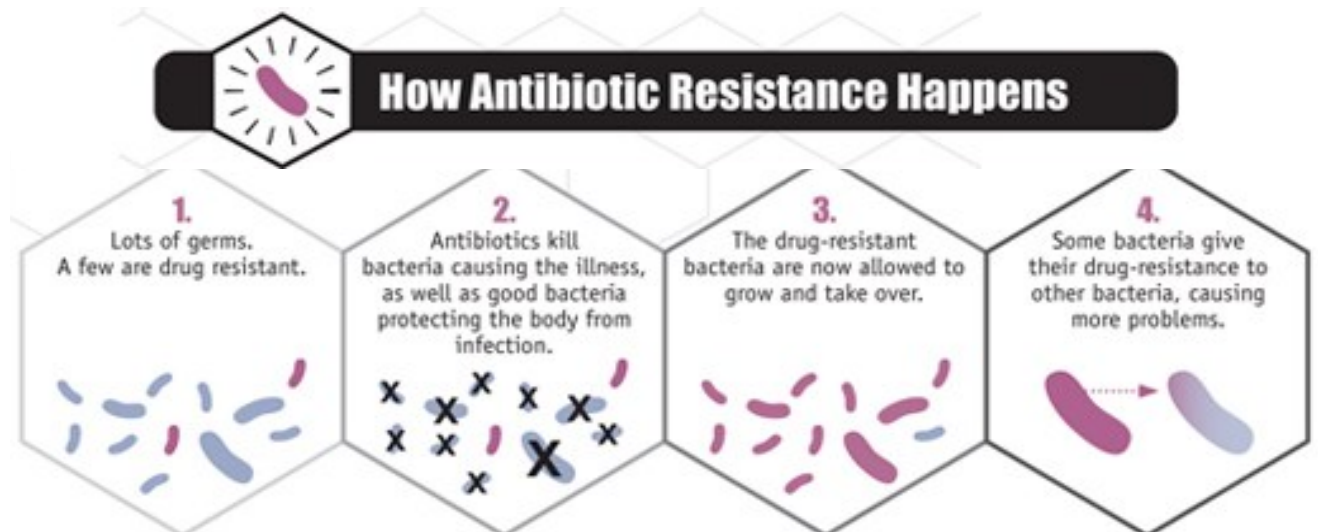 How Antibiotic Resistance Happens
1.
Lots of germs.
A few are drug resistant.
2.
Antibiotics kill
bacteria causing the illness,
as well as good bacteria
protecting the body from
infection.
X X X X X X X X X X
3.
The drug-resistant
bacteria are now allowed to
grow and take over.
4.
Some bacteria give
their drug-resistance to
other bacteria, causing
more problems.